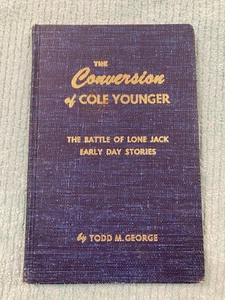 THE
Conversion
of COLE YOUNGER
THE BATTLE OF LONE JACK
EARLY DAY STORIES
by TODD M. GEORGE